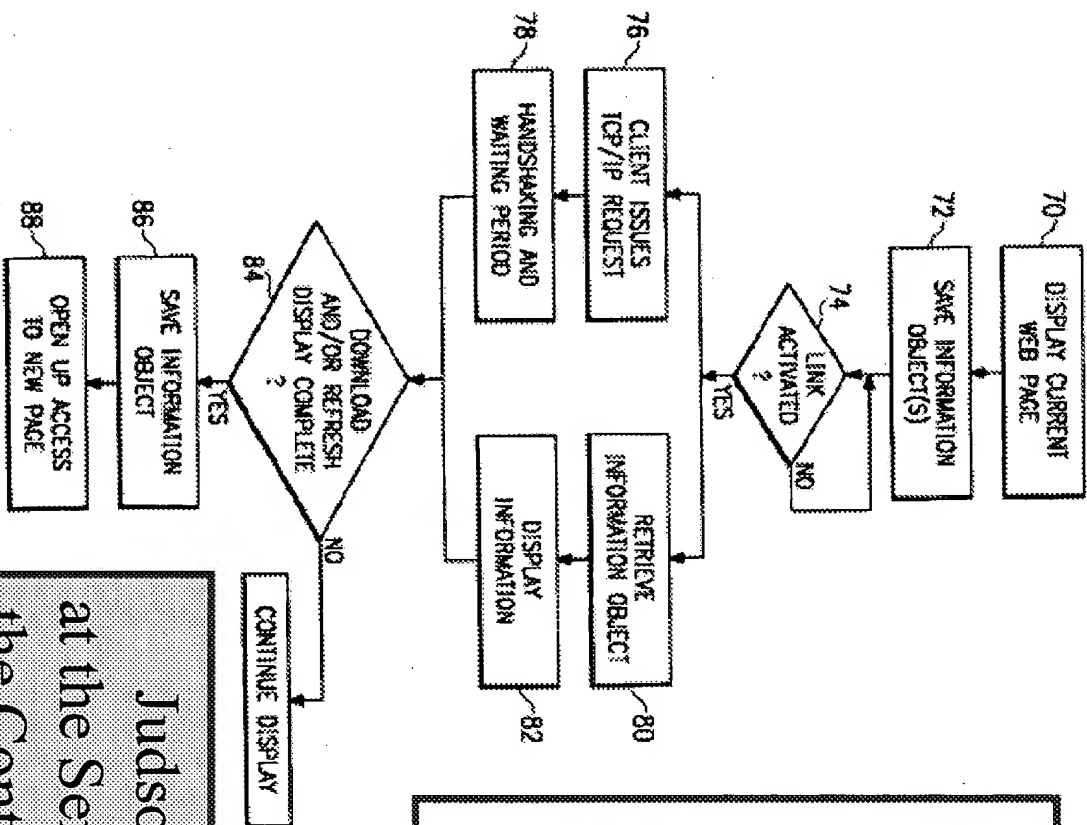 70
DISPLAY CURRENT
WEB PAGE
72
SAVE INFORMATION
OBJECT(S)
74
LINK
ACTIVATED
?
NO
YES
76
CLIENT ISSUES
TCP/IP REQUEST
78
HANDSHAKING AND
WAITING PERIOD
RETRIEVE
INFORMATION OBJECT
80
DISPLAY
INFORMATION
82
84
DOWNLOAD
AND/OR REFRESH
DISPLAY COMPLETE
?
NO
CONTINUE DISPLAY
YES
86
SAVE INFORMATION
OBJECT
88
OPEN UP ACCESS
TO NEW PAGE
at the
the